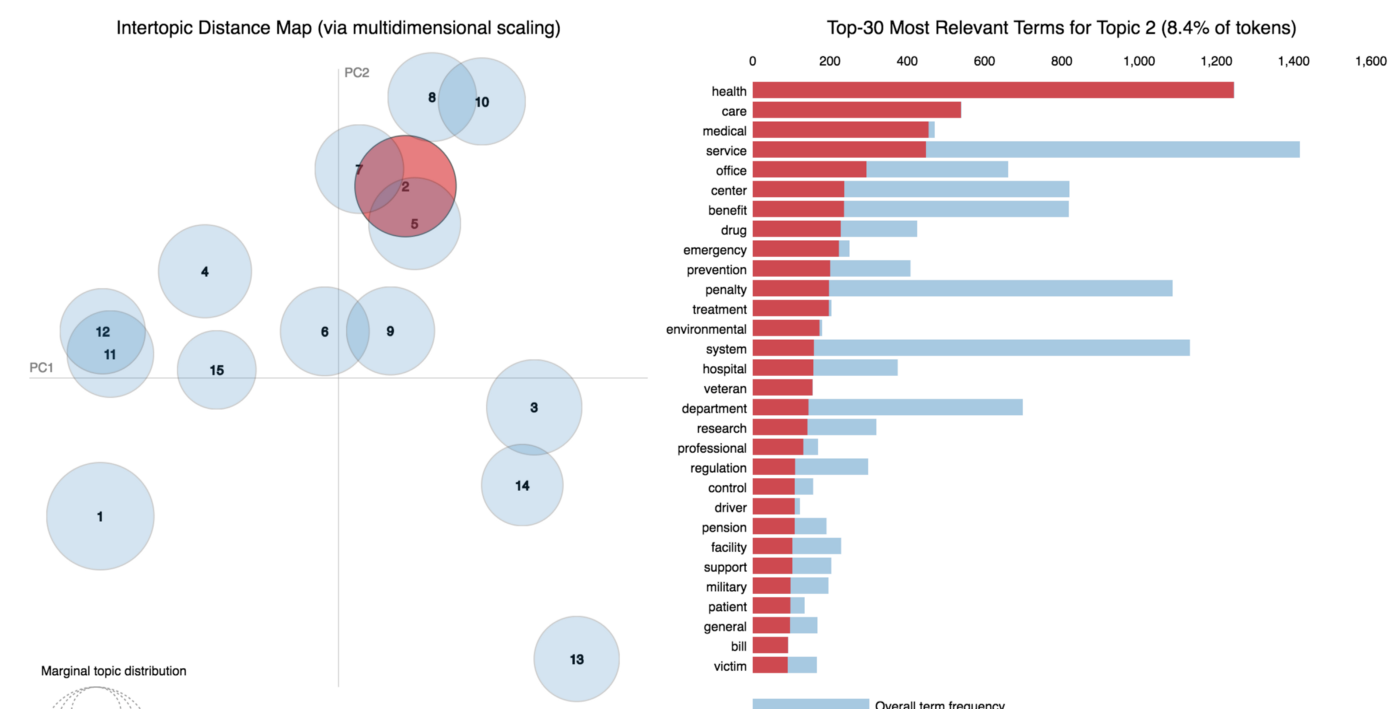 Intertopic Distance Map (via multidimensional scaling)
PC2
8
10
7
2
5
4
12
6
9
11
PC1
15
3
14
1
13
Marginal topic distribution
Top-30 Most Relevant Terms for Topic 2 (8.4% of tokens)
0 200 400 600 800 1,000 1,200 1,400 1,600
health
care
medical
service
office
center
benefit
drug
emergency
prevention
penalty
treatment
environmental
system
hospital
veteran
department
research
professional
regulation
control
driver
pension
facility
support
military
patient
general
bill
victim
Overall term frequency